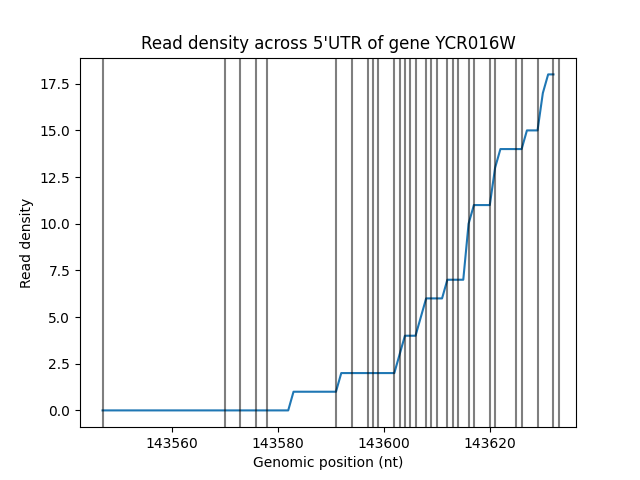 Read density across 5'UTR of gene YCR016W
17.5
15.0
12.5
10.0
7.5
5.0
2.5
0.0
Read density
143560 143580 143600 143620
Genomic position (nt)